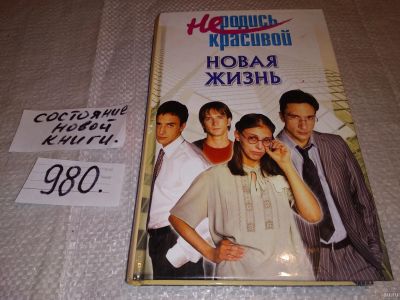 Не родись
красивой
НОВАЯ
ЖИЗНЬ
состояние
новой
книги.
980.